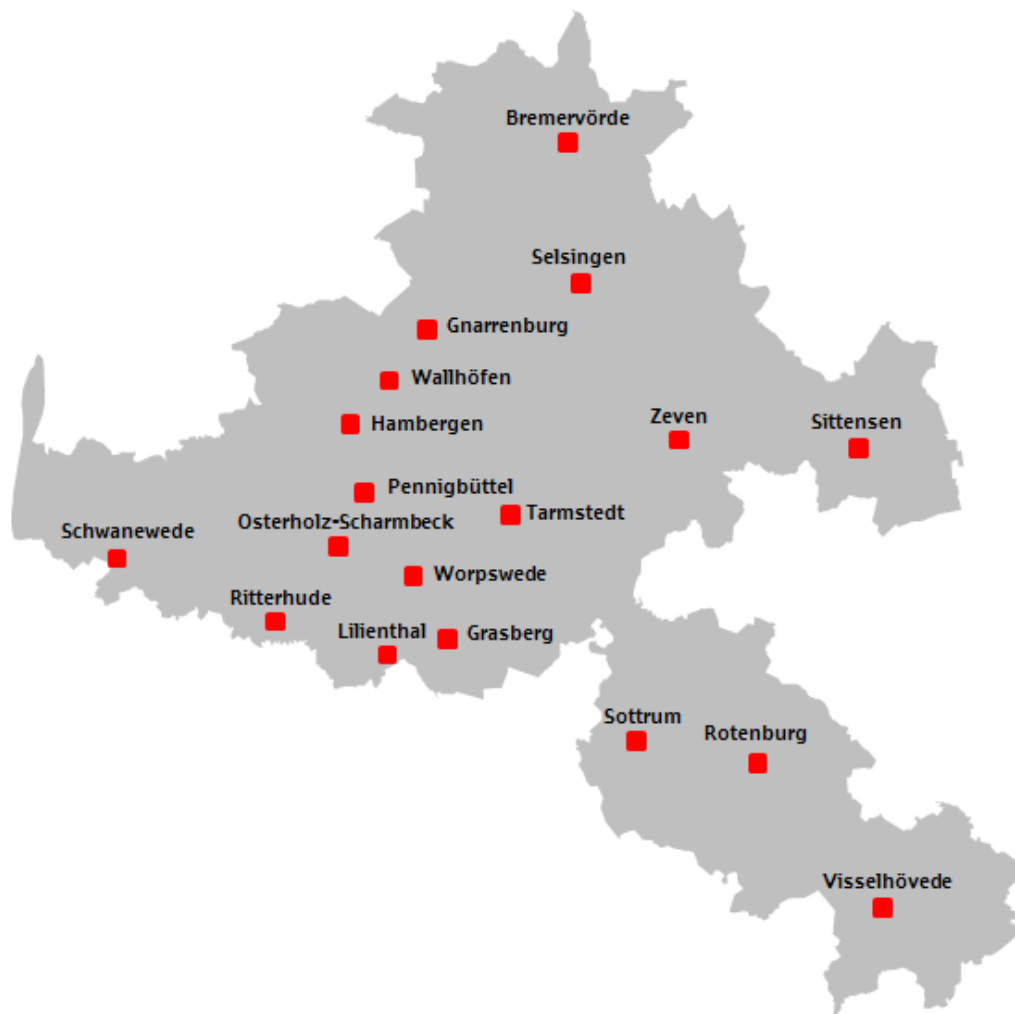 Bremervörde
Selsingen
Gnarrenburg
Wallhöfen
Hambergen
Zeven
Sittensen
Pennigbüttel
Tarmstedt
Osterholz-Scharmbeck
Schwanewede
Worpswede
Ritterhude
Lilienthal
Grasberg
Sottrum
Rotenburg
Visselhövede